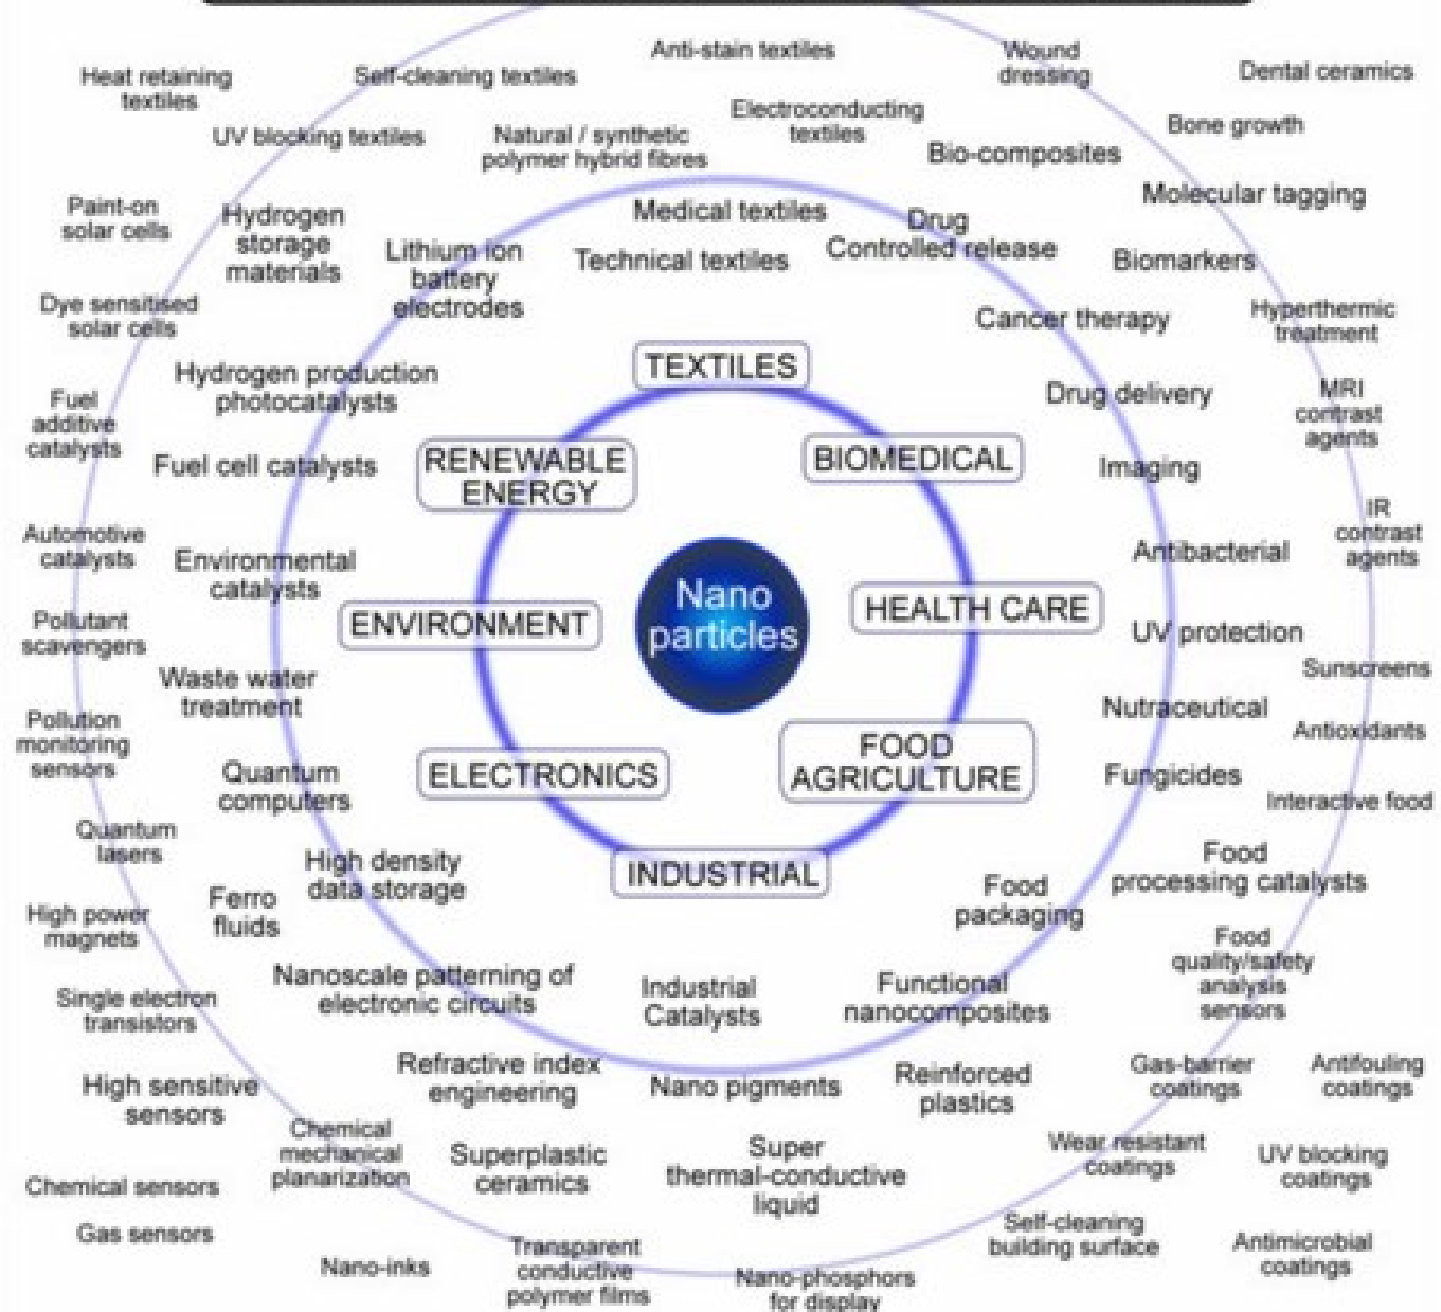 Anti-stain textiles
Wound
dressing
Dental ceramics
Heat retaining
textiles
Self-cleaning textiles
Electroconducting
textiles
Bone growth
UV blocking textiles
Natural / synthetic
polymer hybrid fibres
Bio-composites
Molecular tagging
Paint-on
solar cells
Hydrogen
storage
materials
Medical textiles
Drug
Controlled release
Lithium ion
battery
electrodes
Technical textiles
Biomarkers
Dye sensitised
solar cells
Cancer therapy
Hyperthermic
treatment
TEXTILES
Hydrogen production
photocatalysts
Drug delivery
MRI
contrast
agents
Fuel
additive
catalysts
Fuel cell catalysts
RENEWABLE
ENERGY
BIOMEDICAL
Imaging
IR
contrast
agents
Automotive
catalysts
Environmental
catalysts
Antibacterial
Nano
particles
ENVIRONMENT
HEALTH CARE
Pollutant
scavengers
UV protection
Sunscreens
Waste water
treatment
Nutraceutical
Pollution
monitoring
sensors
Antioxidants
Quantum
computers
ELECTRONICS
FOOD
AGRICULTURE
Fungicides
Interactive food
Quantum
lasers
High density
data storage
INDUSTRIAL
Food
processing catalysts
Ferro
fluids
Food
packaging
High power
magnets
Food
quality/safety
analysis
sensors
Nanoscale patterning of
electronic circuits
Industrial
Catalysts
Functional
nanocomposites
Single electron
transistors
Refractive index
engineering
Nano pigments
Reinforced
plastics
Gas-barrier
coatings
Antifouling
coatings
High sensitive
sensors
Chemical
mechanical
planarization
Superplastic
ceramics
Super
thermal-conductive
liquid
Wear resistant
coatings
UV blocking
coatings
Chemical sensors
Gas sensors
Self-cleaning
building surface
Antimicrobial
coatings
Nano-inks
Transparent
conductive
polymer films
Nano-phosphors
for display